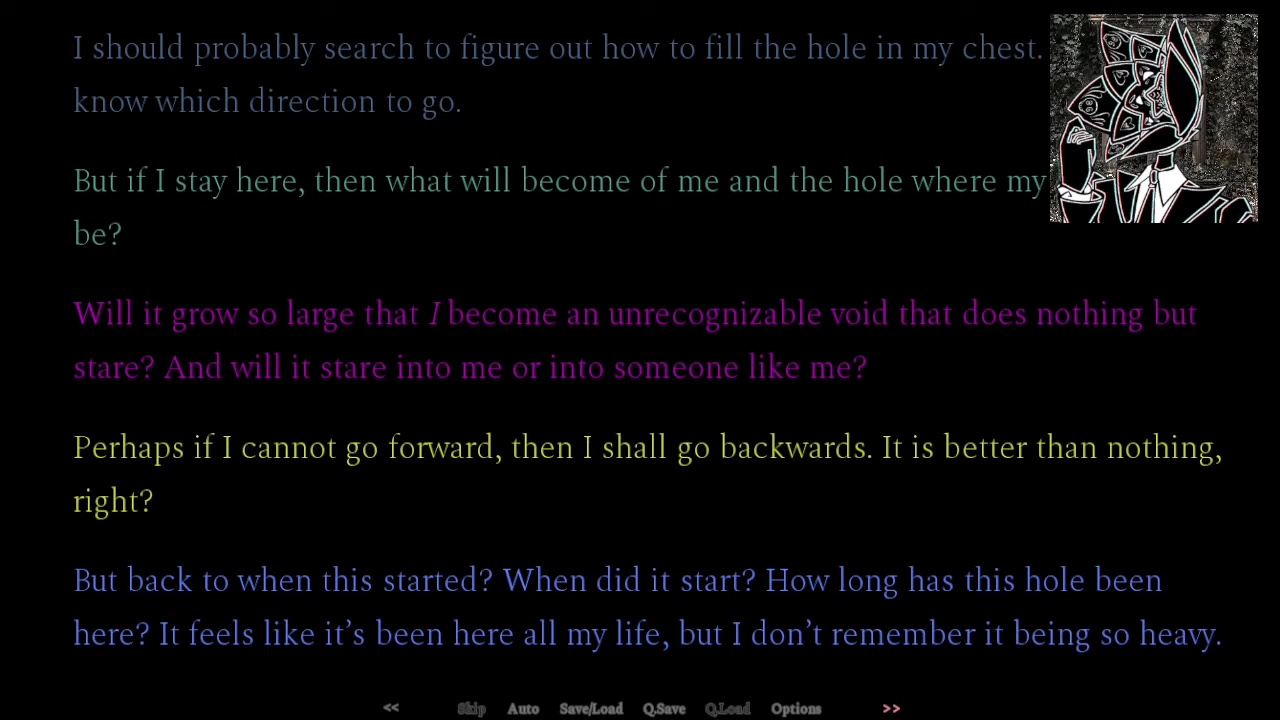 I should probably search to figure out how to fill the hole in my chest.
know which direction to go.
But if I stay here, then what will become of me and the hole where my
be?
Will it grow so large that I become an unrecognizable void that does nothing but
stare? And will it stare into me or into someone like me?
Perhaps if I cannot go forward, then I shall go backwards. It is better than nothing,
right?
But back to when this started? When did it start? How long has this hole been
here? It feels like it’s been here all my life, but I don’t remember it being so heavy.
<< Skip Auto Save/Load Q.Save Q.Load Options >>